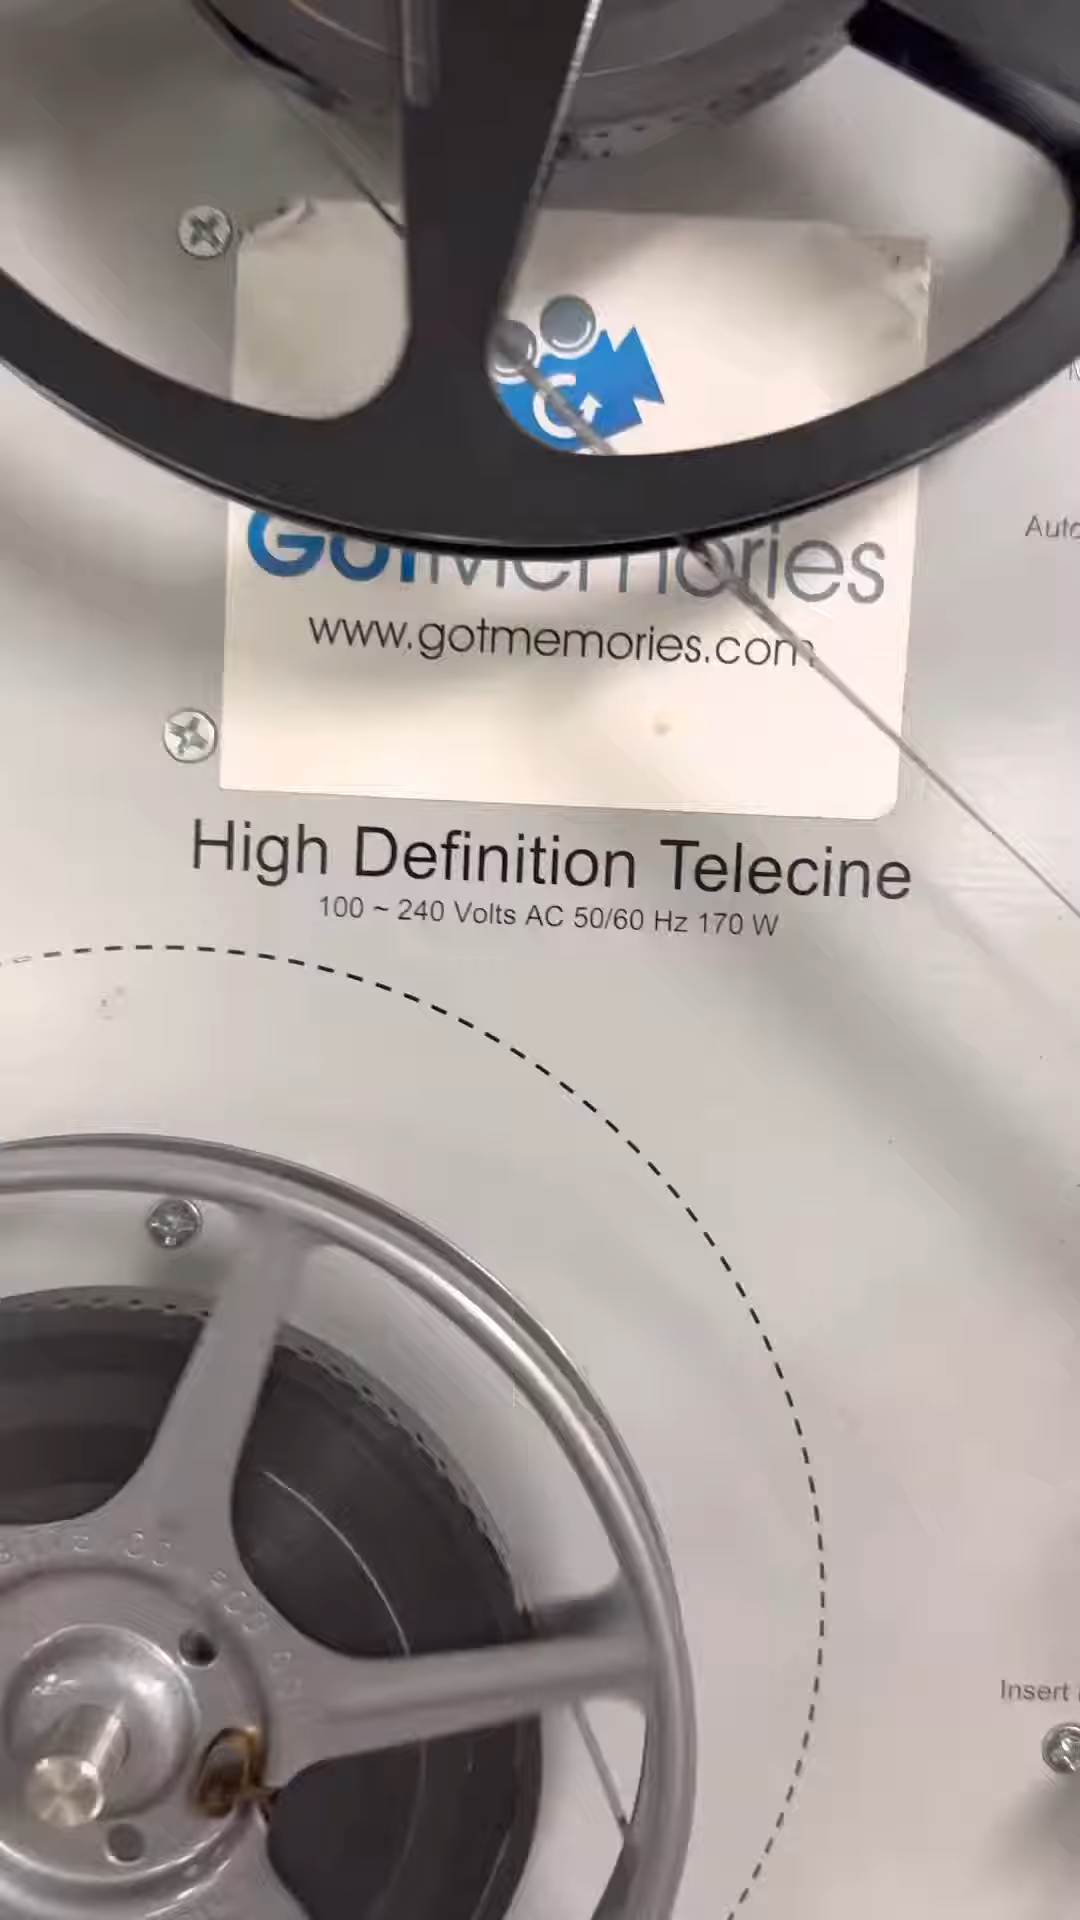 Auto
GotMemories
www.gotmemories.com
High Definition Telecine
100 ~ 240 Volts AC 50/60 Hz 170 W
Insert